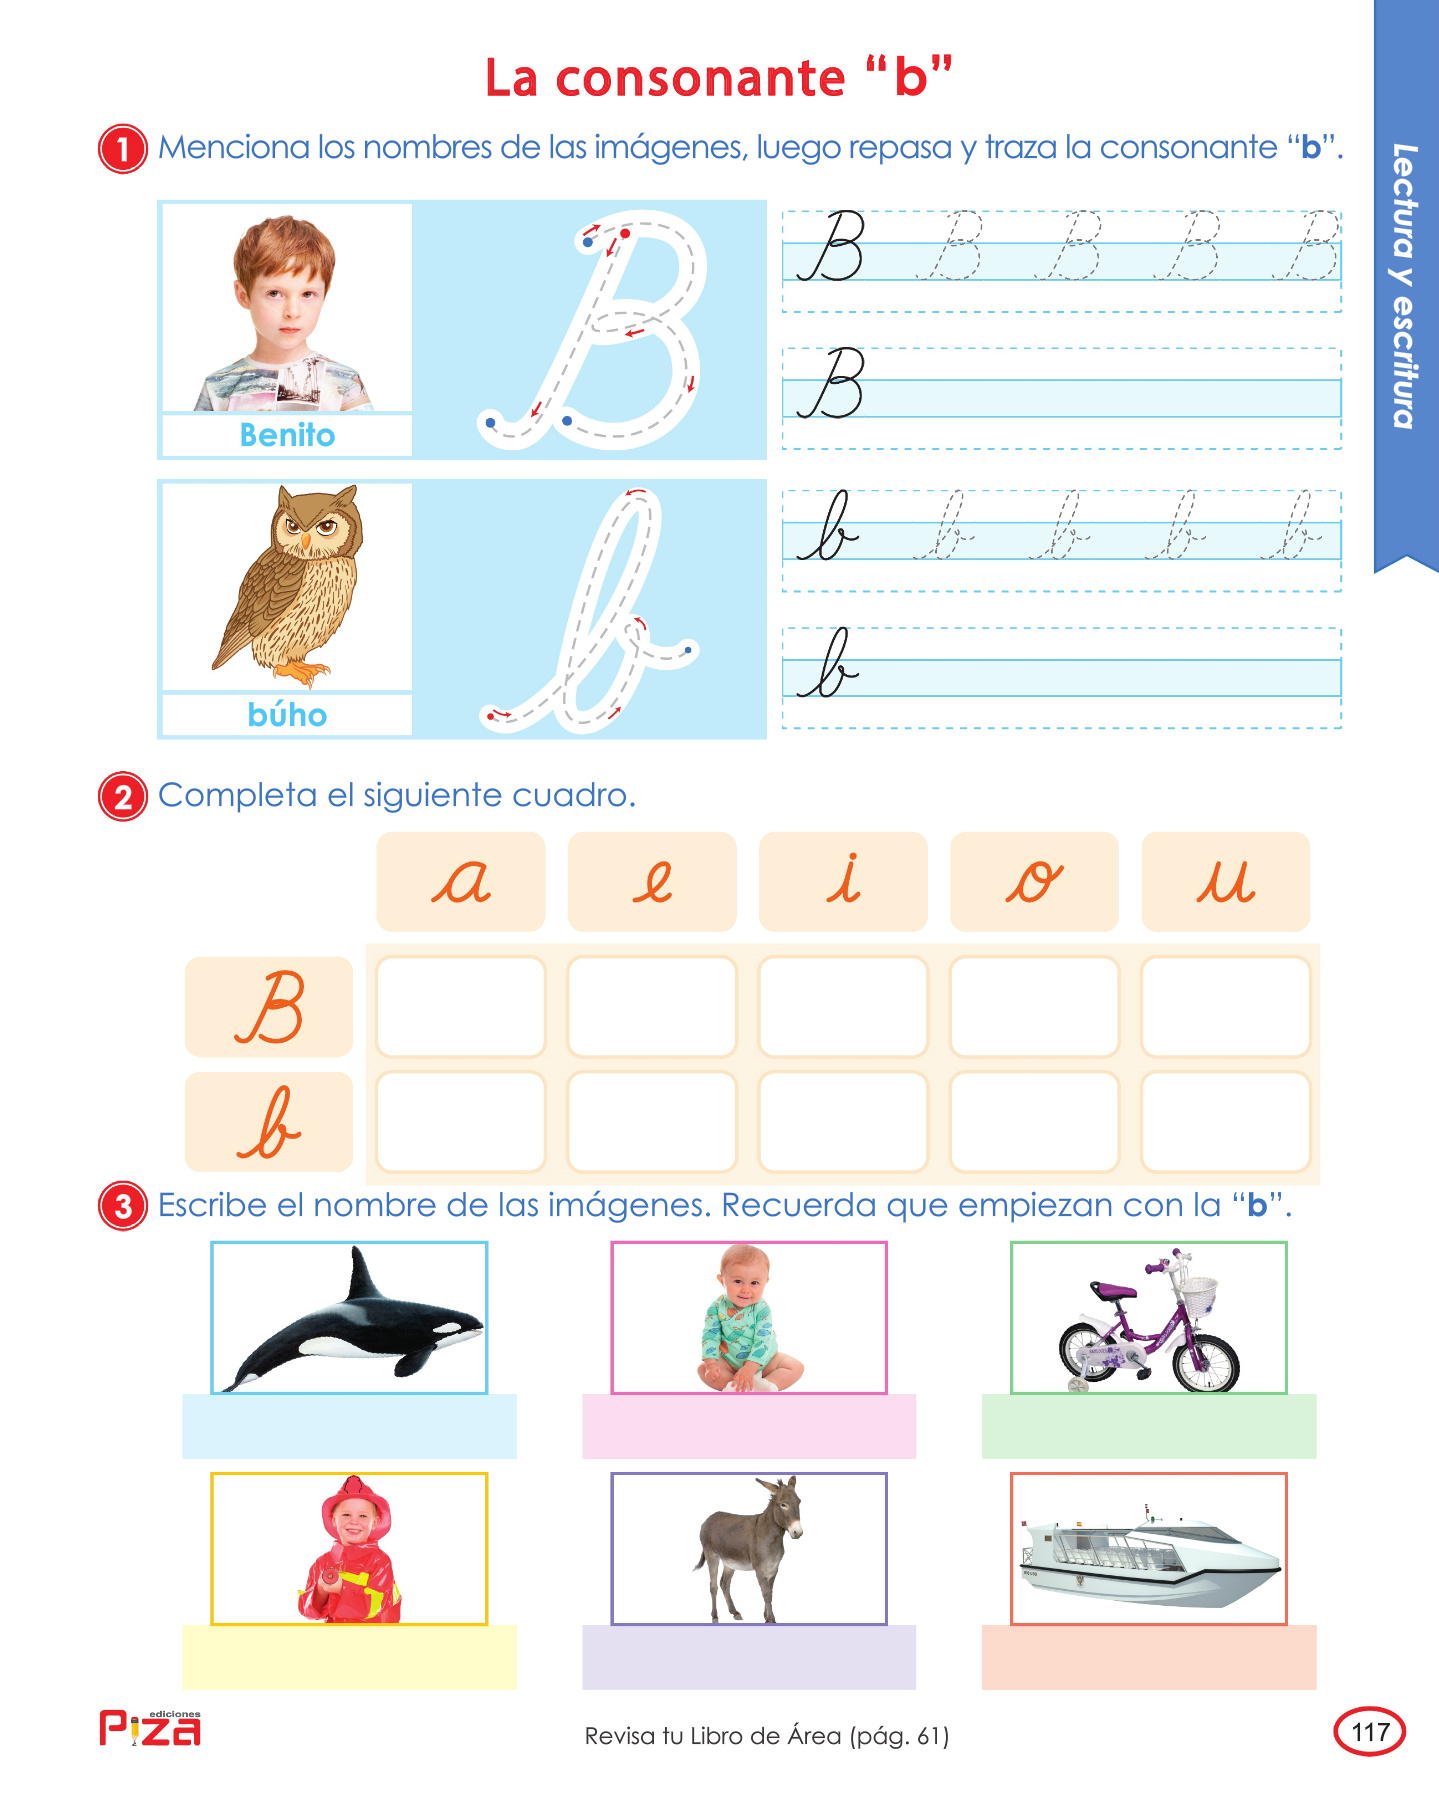 La consonante “b”
Lectura y escritura
1 Menciona los nombres de las imágenes, luego repasa y traza la consonante “b”.
B
B B B B B
Benito
B
b
b b b b b
búho
b
2 Completa el siguiente cuadro.
a e i o u
B
b
3 Escribe el nombre de las imágenes. Recuerda que empiezan con la “b”.
ediciones
Piza
Revisa tu Libro de Área (pág. 61)
117